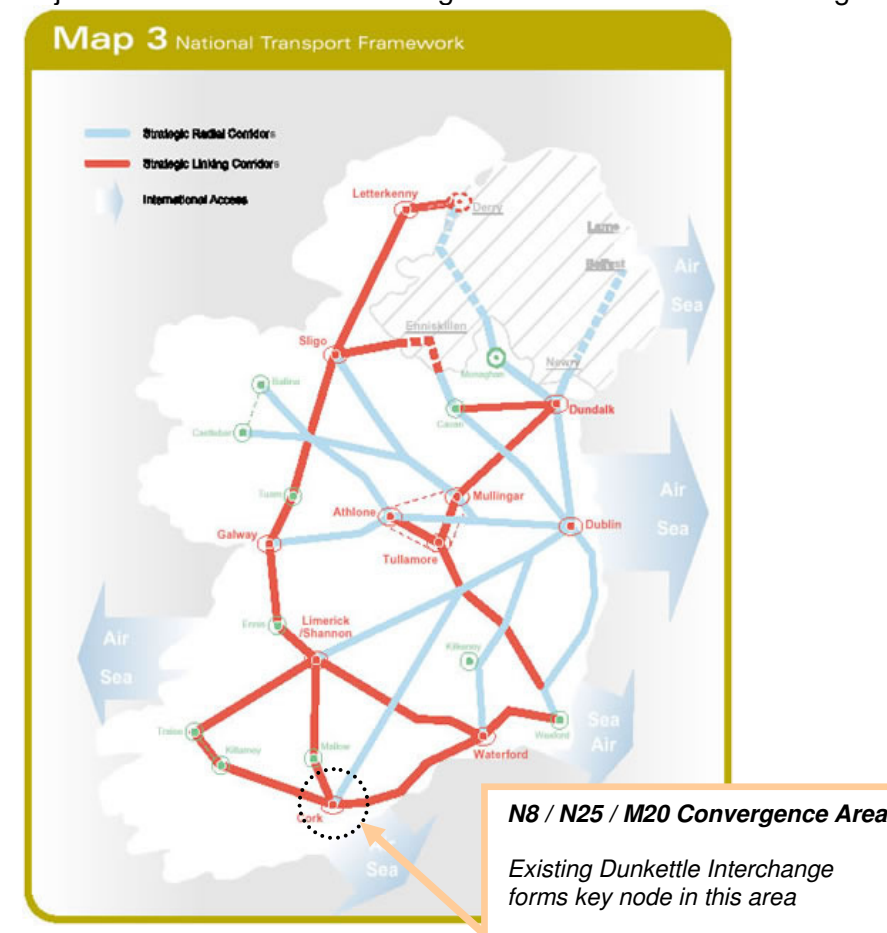 Map 3 National Transport Framework
Strategic Radial Corridors
Strategic Linking Corridors
International Access
Letterkenny
Derry
Larne
Belfast
Air
Sea
Enniskillen
Sligo
Newry
Monaghan
Ballina
Cavan
Dundalk
Castlebar
Tuam
Mullingar
Athlone
Air
Galway
Dublin
Sea
Tullamore
Ennis
Limerick
/Shannon
Air
Sea
Kilkenny
Tralee
Killarney
Mallow
Waterford
Wexford
Sea
Air
Cork
Air
Sea
N8 / N25 / M20 Convergence Area
Existing Dunkettle Interchange
forms key node in this area